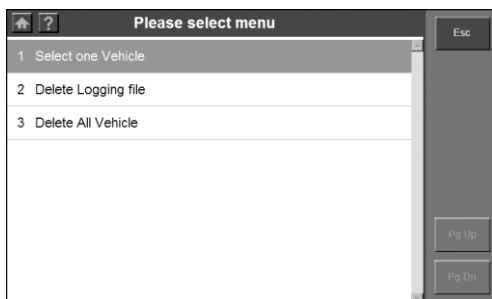 ? Please select menu
Esc
1 Select one Vehicle
2 Delete Logging file
3 Delete All Vehicle
Pg Up
Pg Dn